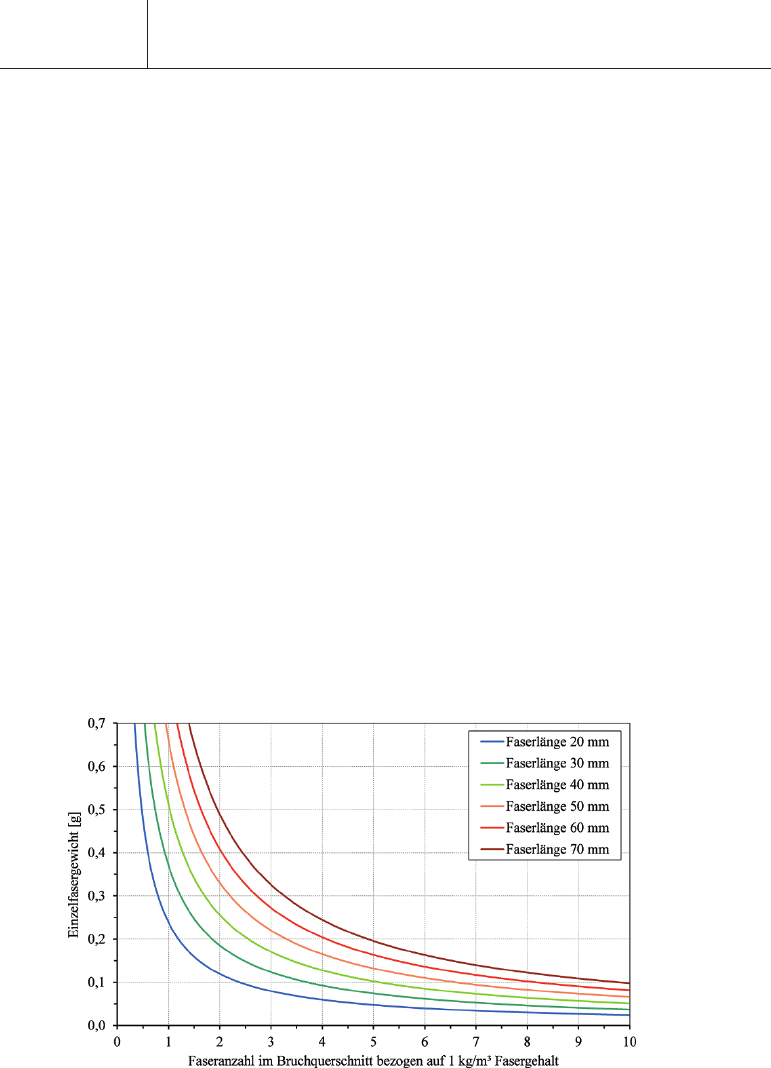 0,7
0,6
0,5
0,4
0,3
0,2
0,1
0,0
Einzelfasergewicht [g]
Faserlänge 20 mm
Faserlänge 30 mm
Faserlänge 40 mm
Faserlänge 50 mm
Faserlänge 60 mm
Faserlänge 70 mm
0 1 2 3 4 5 6 7 8 9 10
Faseranzahl im Bruchquerschnitt bezogen auf 1 kg/m³ Fasergehalt